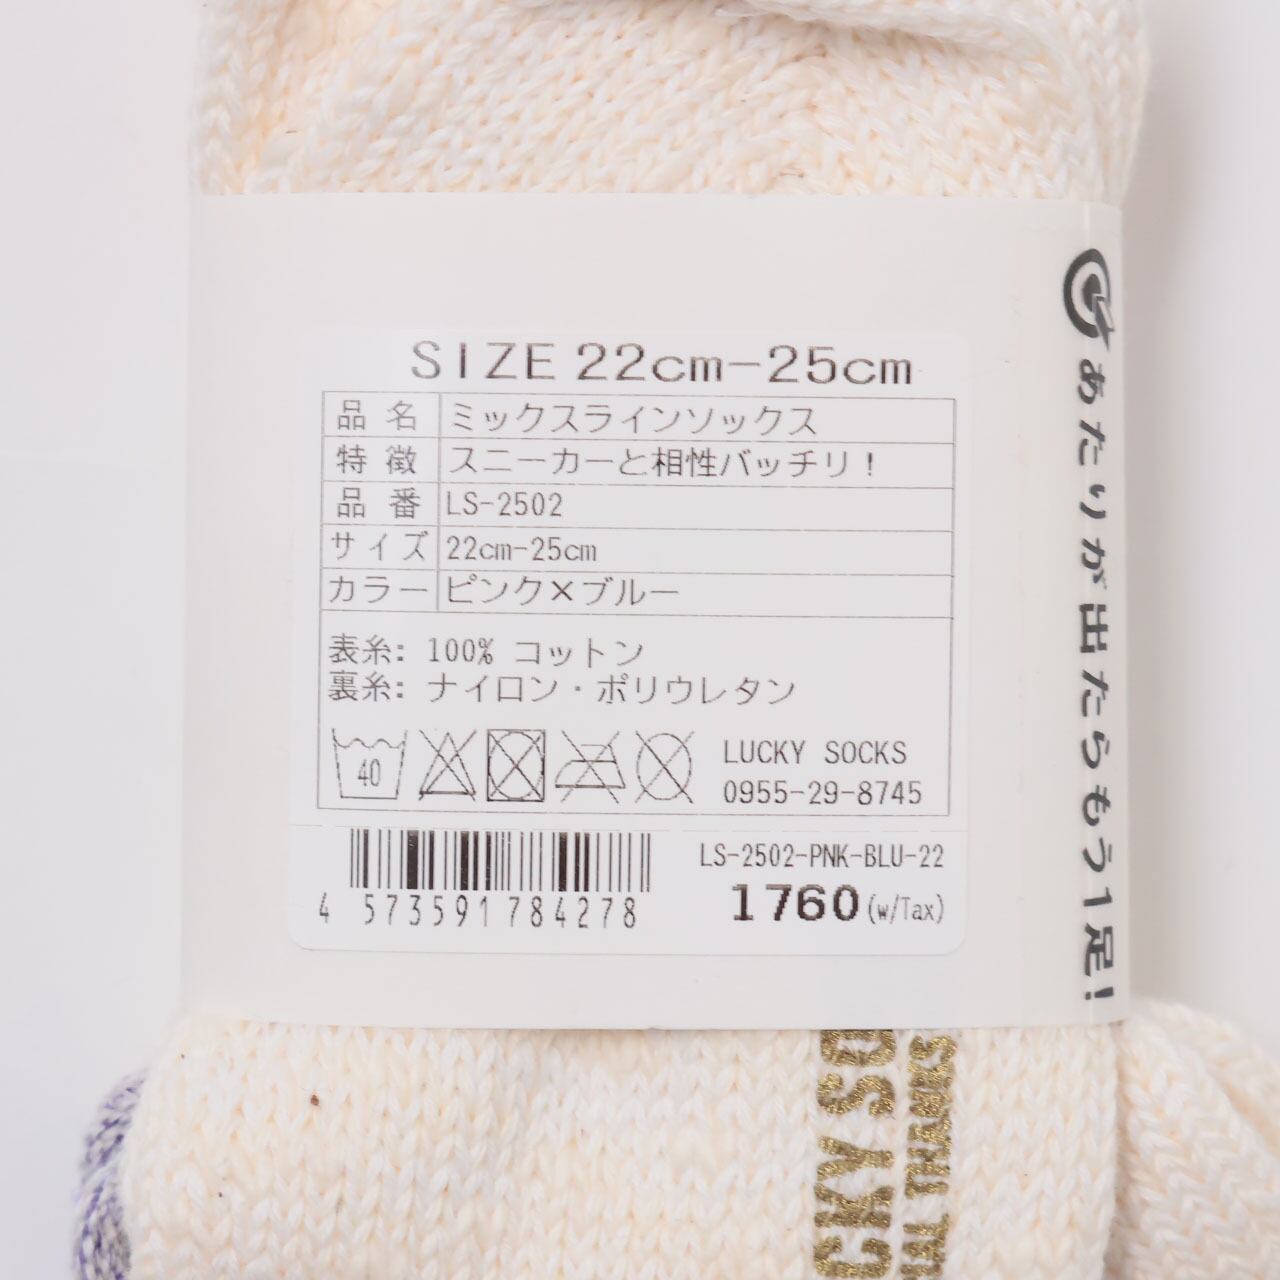 SIZE 22cm-25cm
品名 ミックスラインソックス
特徴 スニーカーと相性バッチリ！
品番 LS-2502
サイズ 22cm-25cm
カラー ピンク×ブルー
表糸: 100% コットン
裏糸: ナイロン・ポリウレタン
40
LUCKY SOCKS
0955-29-8745
LS-2502-PNK-BLU-22
1760(w/Tax)
4 573591 784278
あたりが出たらもう1足!
CKY SO
AL THANKS